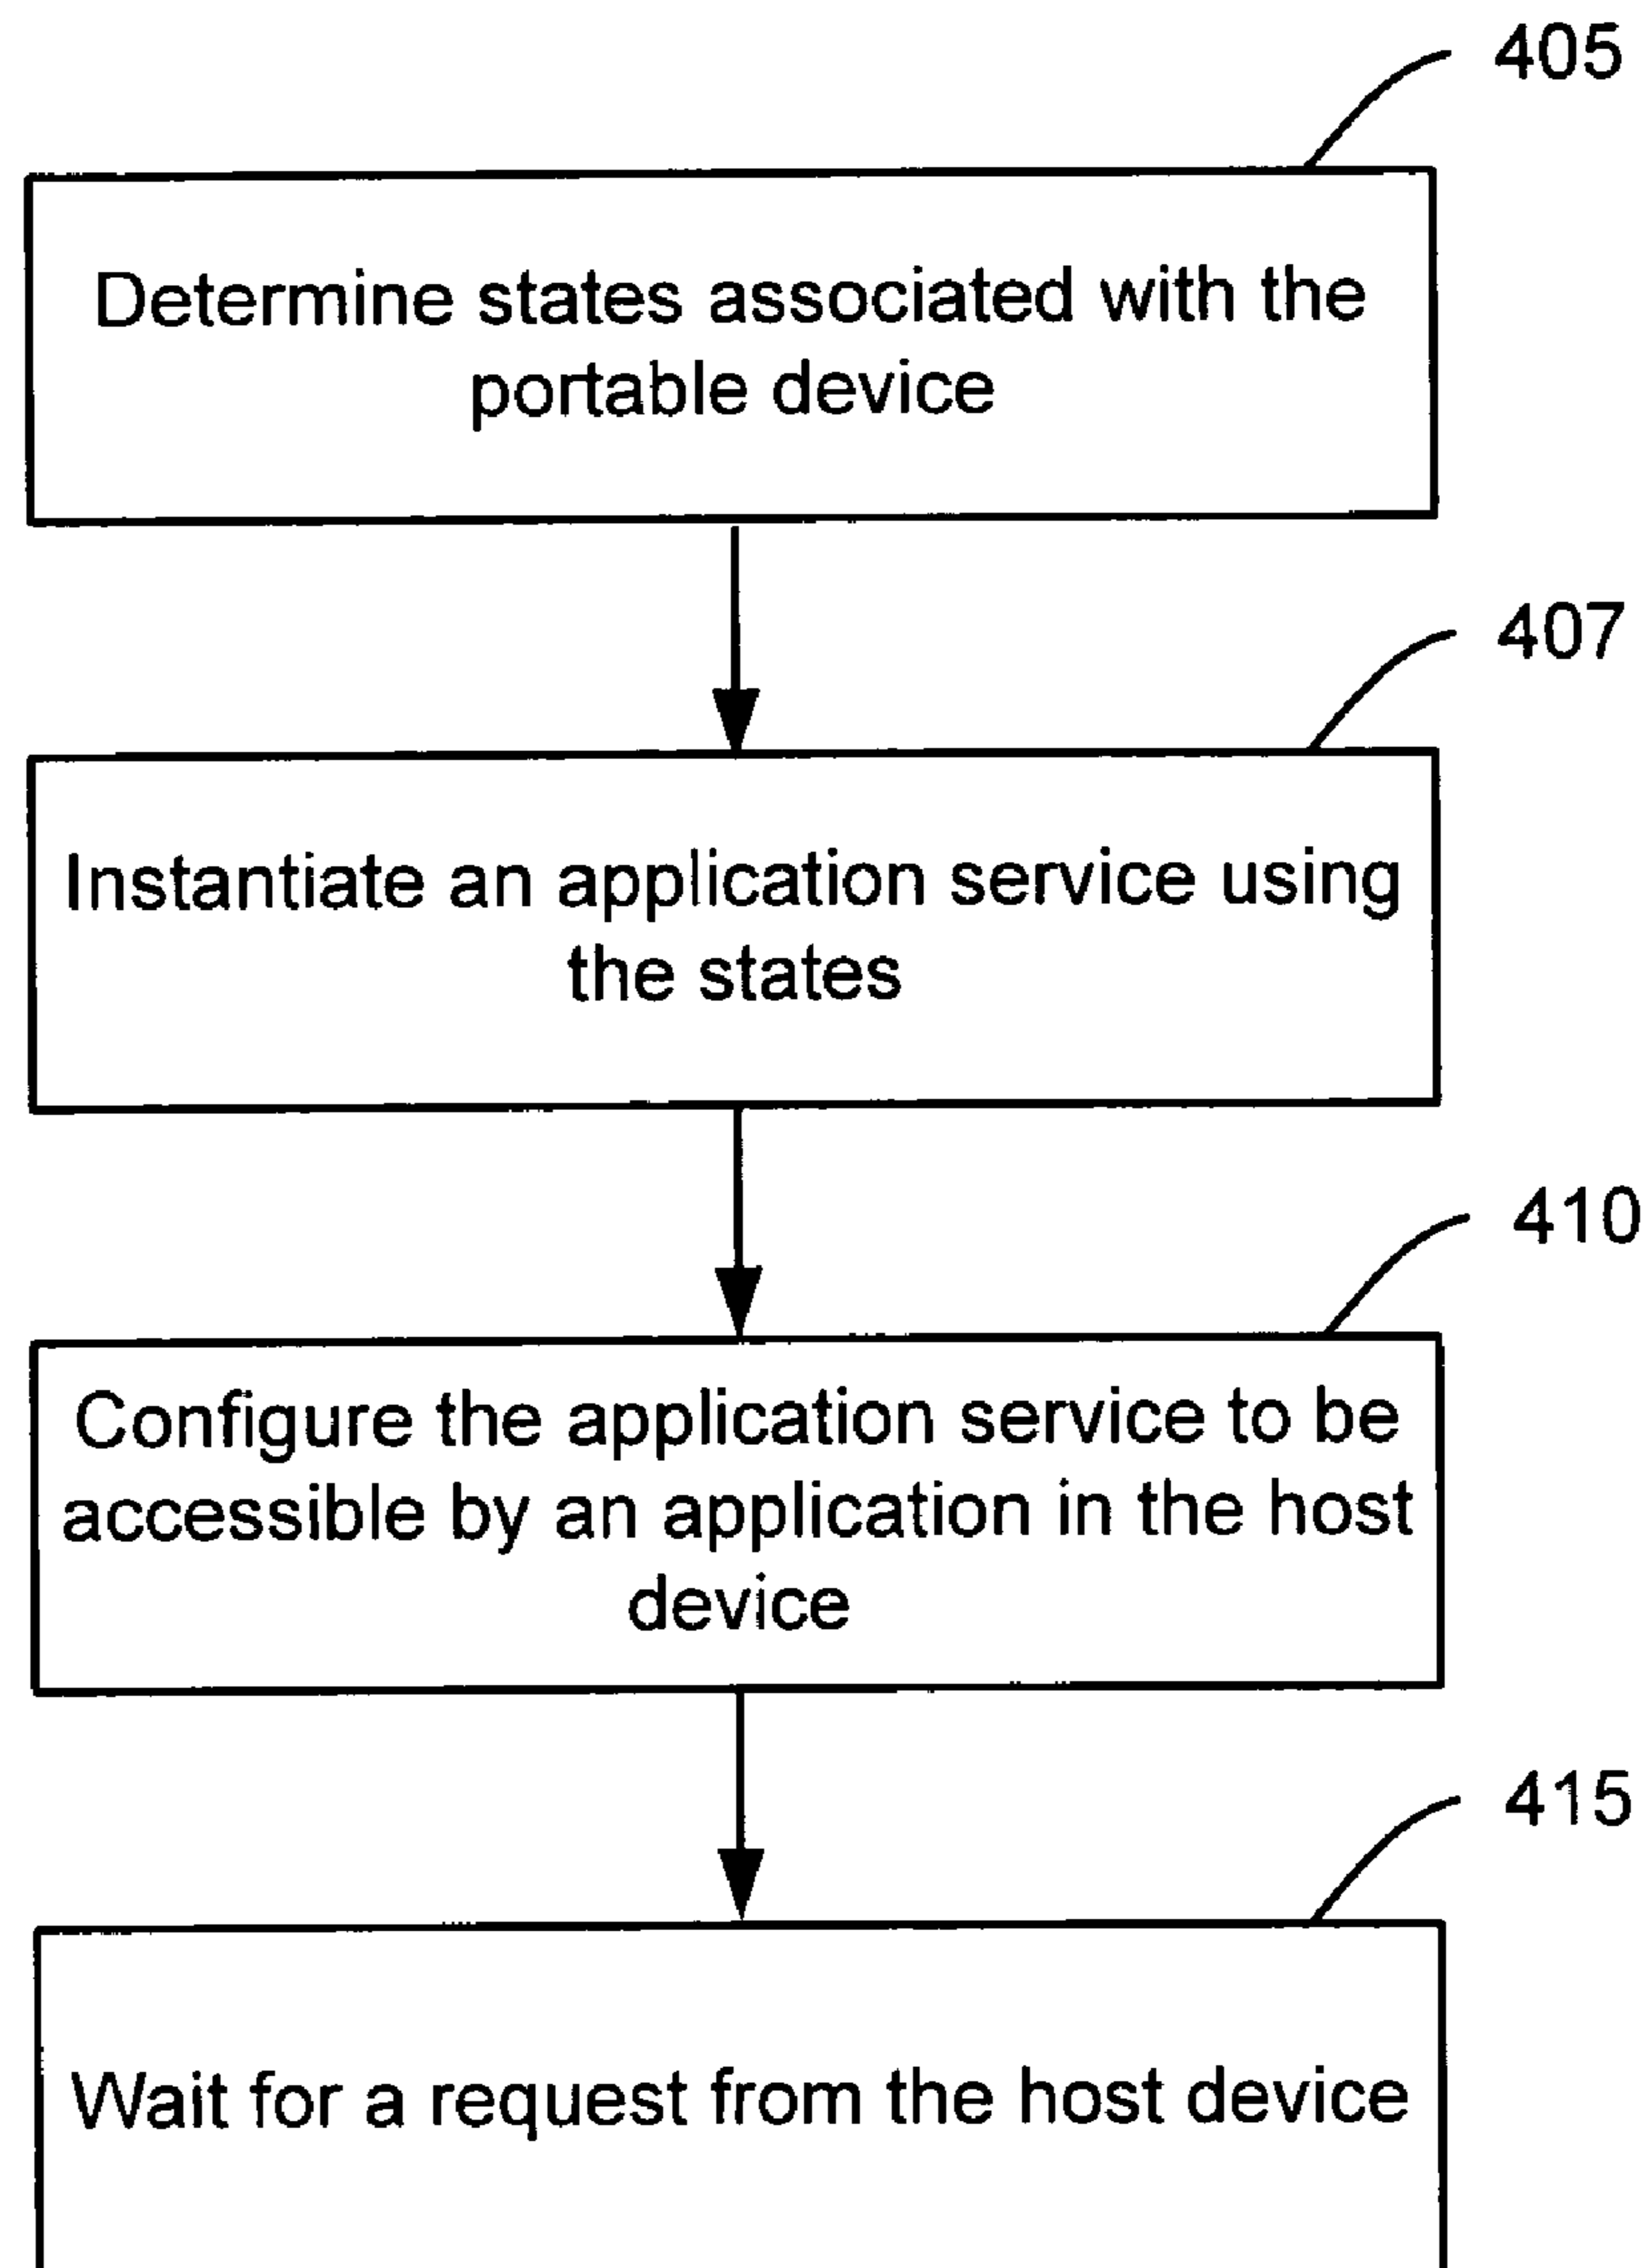 405
Determine states associated with the
portable device
407
Instantiate an application service using
the states
410
Configure the application service to be
accessible by an application in the host
device
415
Wait for a request from the host device